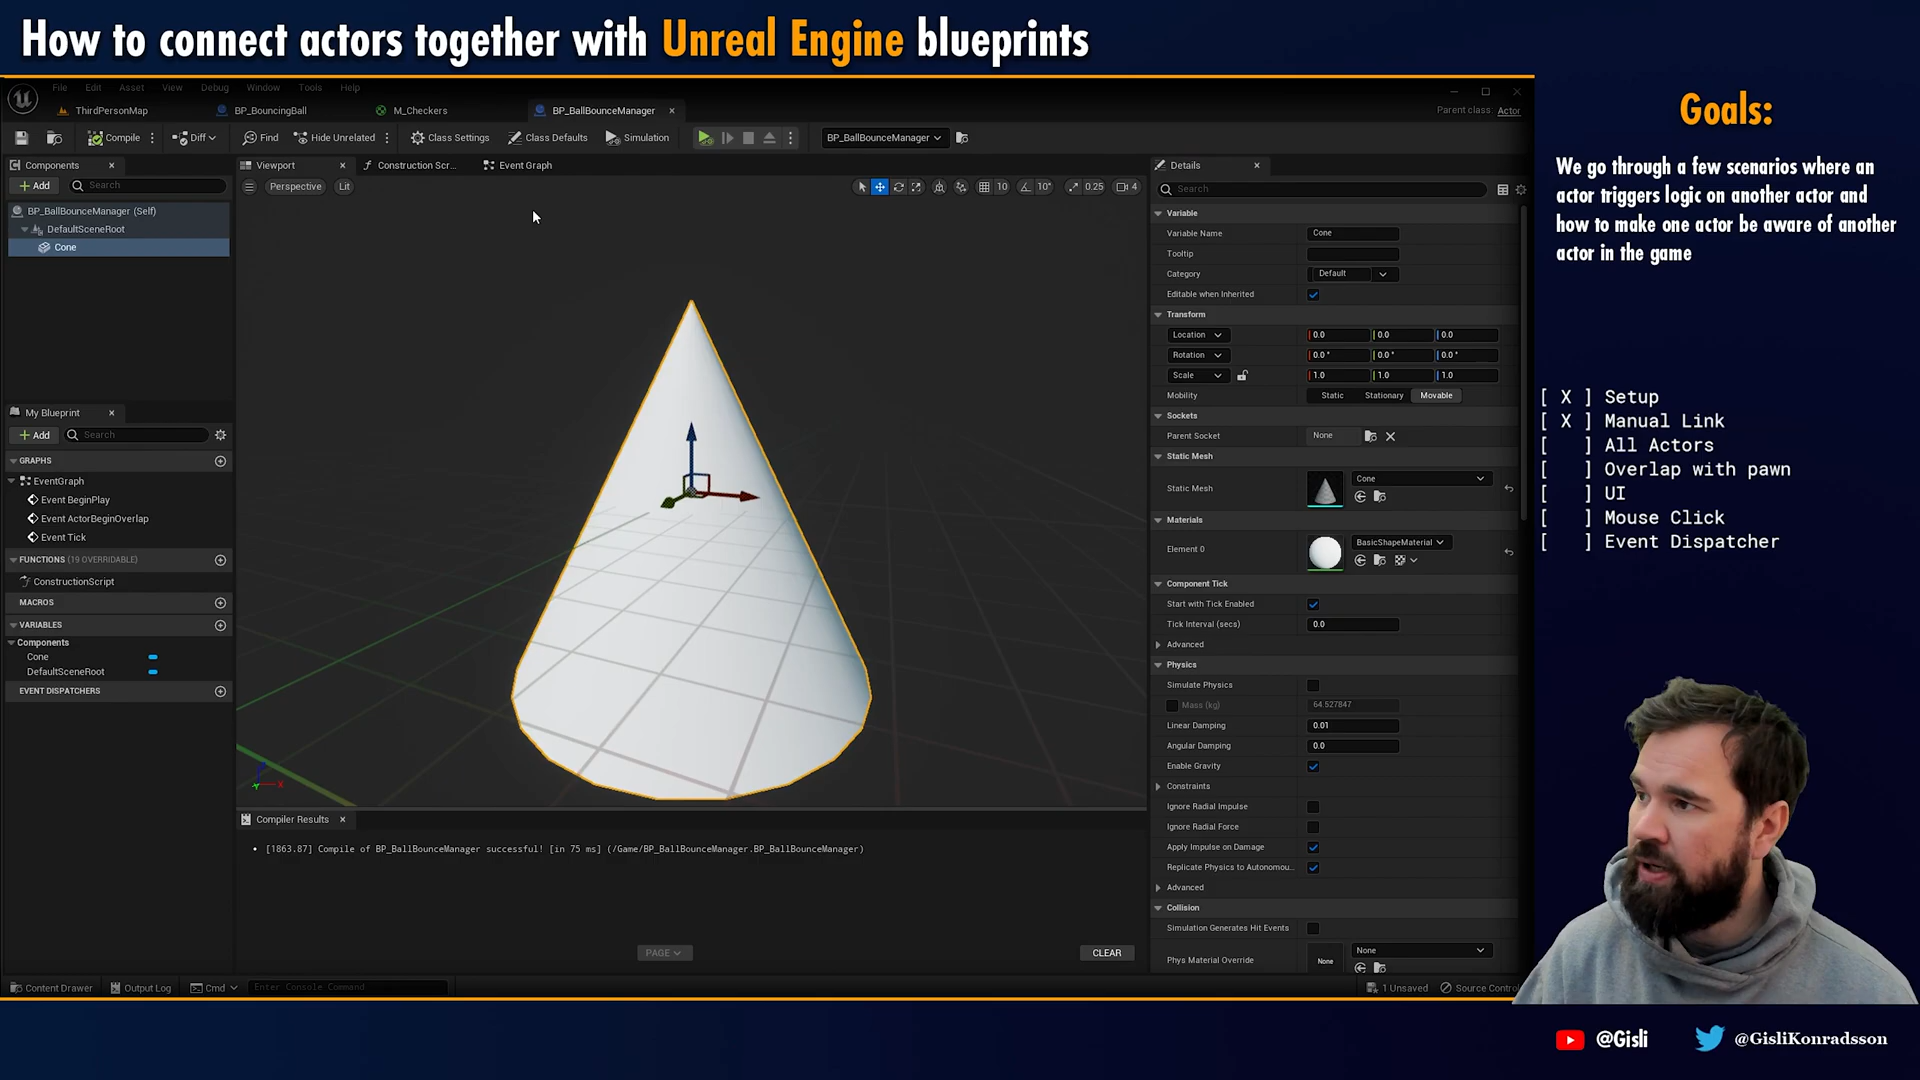 How to connect actors together with Unreal Engine blueprints
File Edit Asset View Debug Window Tools Help
ThirdPersonMap BP_BouncingBall M_Checkers BP_BallBounceManager
Parent class: Actor
Compile Diff Find Hide Unrelated Class Settings Class Defaults Simulation BP_BallBounceManager
Components
Add Search
BP_BallBounceManager (Self)
DefaultSceneRoot
Cone
My Blueprint
Add Search
GRAPHS
EventGraph
Event BeginPlay
Event ActorBeginOverlap
Event Tick
FUNCTIONS (19 OVERRIDABLE)
ConstructionScript
MACROS
VARIABLES
Components
Cone
DefaultSceneRoot
EVENT DISPATCHERS
Viewport Construction Scr... Event Graph
Perspective Lit 10 10° 0.25 4
X
Compiler Results
• [1863.87] Compile of BP_BallBounceManager successful! [in 75 ms] (/Game/BP_BallBounceManager.BP_BallBounceManager)
PAGE CLEAR
Details
Search
Variable
Variable Name Cone
Tooltip
Category Default
Editable when Inherited
Transform
Location 0.0 0.0 0.0
Rotation 0.0° 0.0° 0.0°
Scale 1.0 1.0 1.0
Mobility Static Stationary Movable
Sockets
Parent Socket None
Static Mesh
Static Mesh Cone
Materials
Element 0 BasicShapeMaterial
Component Tick
Start with Tick Enabled
Tick Interval (secs) 0.0
Advanced
Physics
Simulate Physics
Mass (kg) 64.527847
Linear Damping 0.01
Angular Damping 0.0
Enable Gravity
Constraints
Ignore Radial Impulse
Ignore Radial Force
Apply Impulse on Damage
Replicate Physics to Autonomou...
Advanced
Collision
Simulation Generates Hit Events
Phys Material Override None None
Content Drawer Output Log Cmd Enter Console Command
1 Unsaved Source Control
Goals:
We go through a few scenarios where an
actor triggers logic on another actor and
how to make one actor be aware of another
actor in the game
[ X ] Setup
[ X ] Manual Link
[ ] All Actors
[ ] Overlap with pawn
[ ] UI
[ ] Mouse Click
[ ] Event Dispatcher
@Gisli @GisliKonradsson